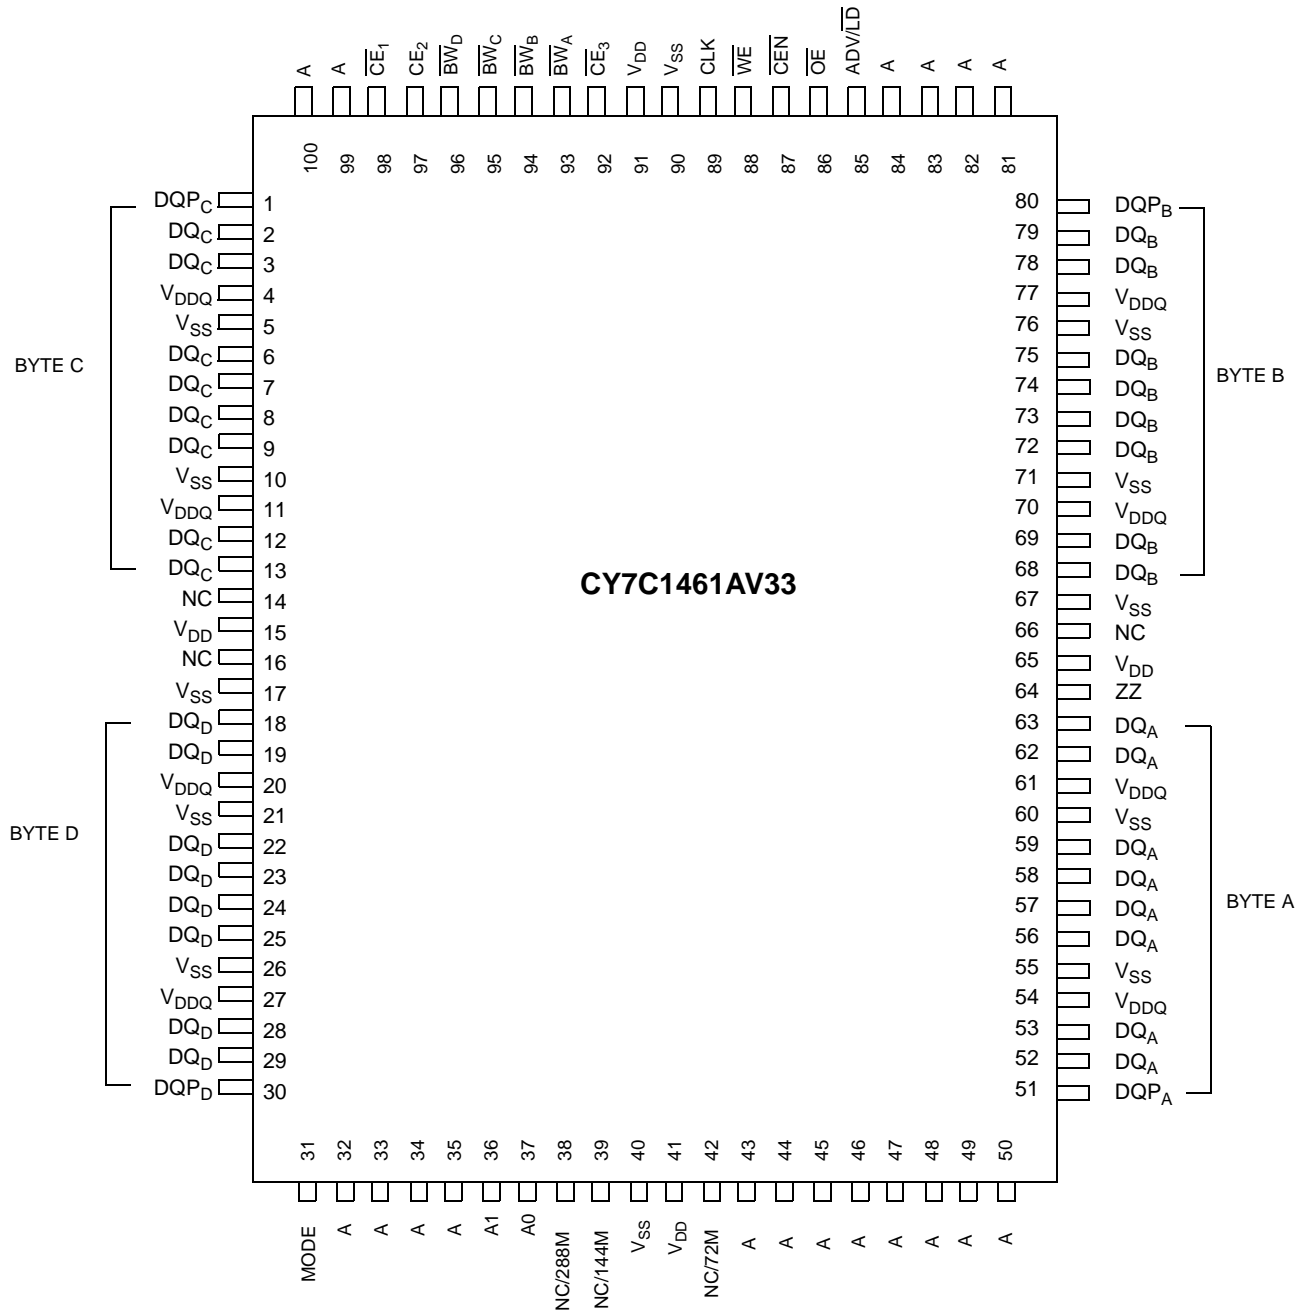 A A CE1 CE2 BWD BWC BWB BWA CE3 VDD VSS CLK WE CEN OE ADV/LD A A A A
100 99 98 97 96 95 94 93 92 91 90 89 88 87 86 85 84 83 82 81
DQPC 1 80 DQPB
DQC 2 79 DQB
DQC 3 78 DQB
VDDQ 4 77 VDDQ
VSS 5 76 VSS
BYTE C DQC 6 75 DQB BYTE B
DQC 7 74 DQB
DQC 8 73 DQB
DQC 9 72 DQB
VSS 10 71 VSS
VDDQ 11 70 VDDQ
DQC 12 69 DQB
DQC 13 68 DQB
CY7C1461AV33
NC 14 67 VSS
VDD 15 66 NC
NC 16 65 VDD
VSS 17 64 ZZ
DQD 18 63 DQA
DQD 19 62 DQA
VDDQ 20 61 VDDQ
VSS 21 60 VSS
BYTE D DQD 22 59 DQA
DQD 23 58 DQA
DQD 24 57 DQA BYTE A
DQD 25 56 DQA
VSS 26 55 VSS
VDDQ 27 54 VDDQ
DQD 28 53 DQA
DQD 29 52 DQA
DQPD 30 51 DQPA
31 32 33 34 35 36 37 38 39 40 41 42 43 44 45 46 47 48 49 50
MODE A A A A A1 A0 NC/288M NC/144M VSS VDD NC/72M A A A A A A A A